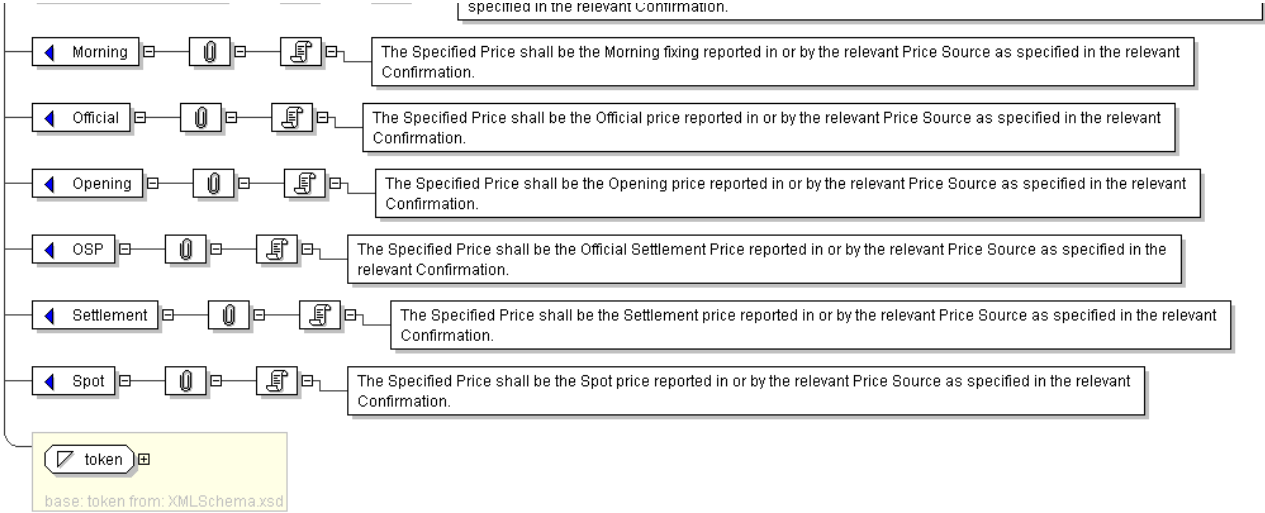 specified in the relevant Confirmation.
Morning
The Specified Price shall be the Morning fixing reported in or by the relevant Price Source as specified in the relevant
Confirmation.
Official
The Specified Price shall be the Official price reported in or by the relevant Price Source as specified in the relevant
Confirmation.
Opening
The Specified Price shall be the Opening price reported in or by the relevant Price Source as specified in the relevant
Confirmation.
OSP
The Specified Price shall be the Official Settlement Price reported in or by the relevant Price Source as specified in the
relevant Confirmation.
Settlement
The Specified Price shall be the Settlement price reported in or by the relevant Price Source as specified in the relevant
Confirmation.
Spot
The Specified Price shall be the Spot price reported in or by the relevant Price Source as specified in the relevant
Confirmation.
token
base: token from: XMLSchema.xsd